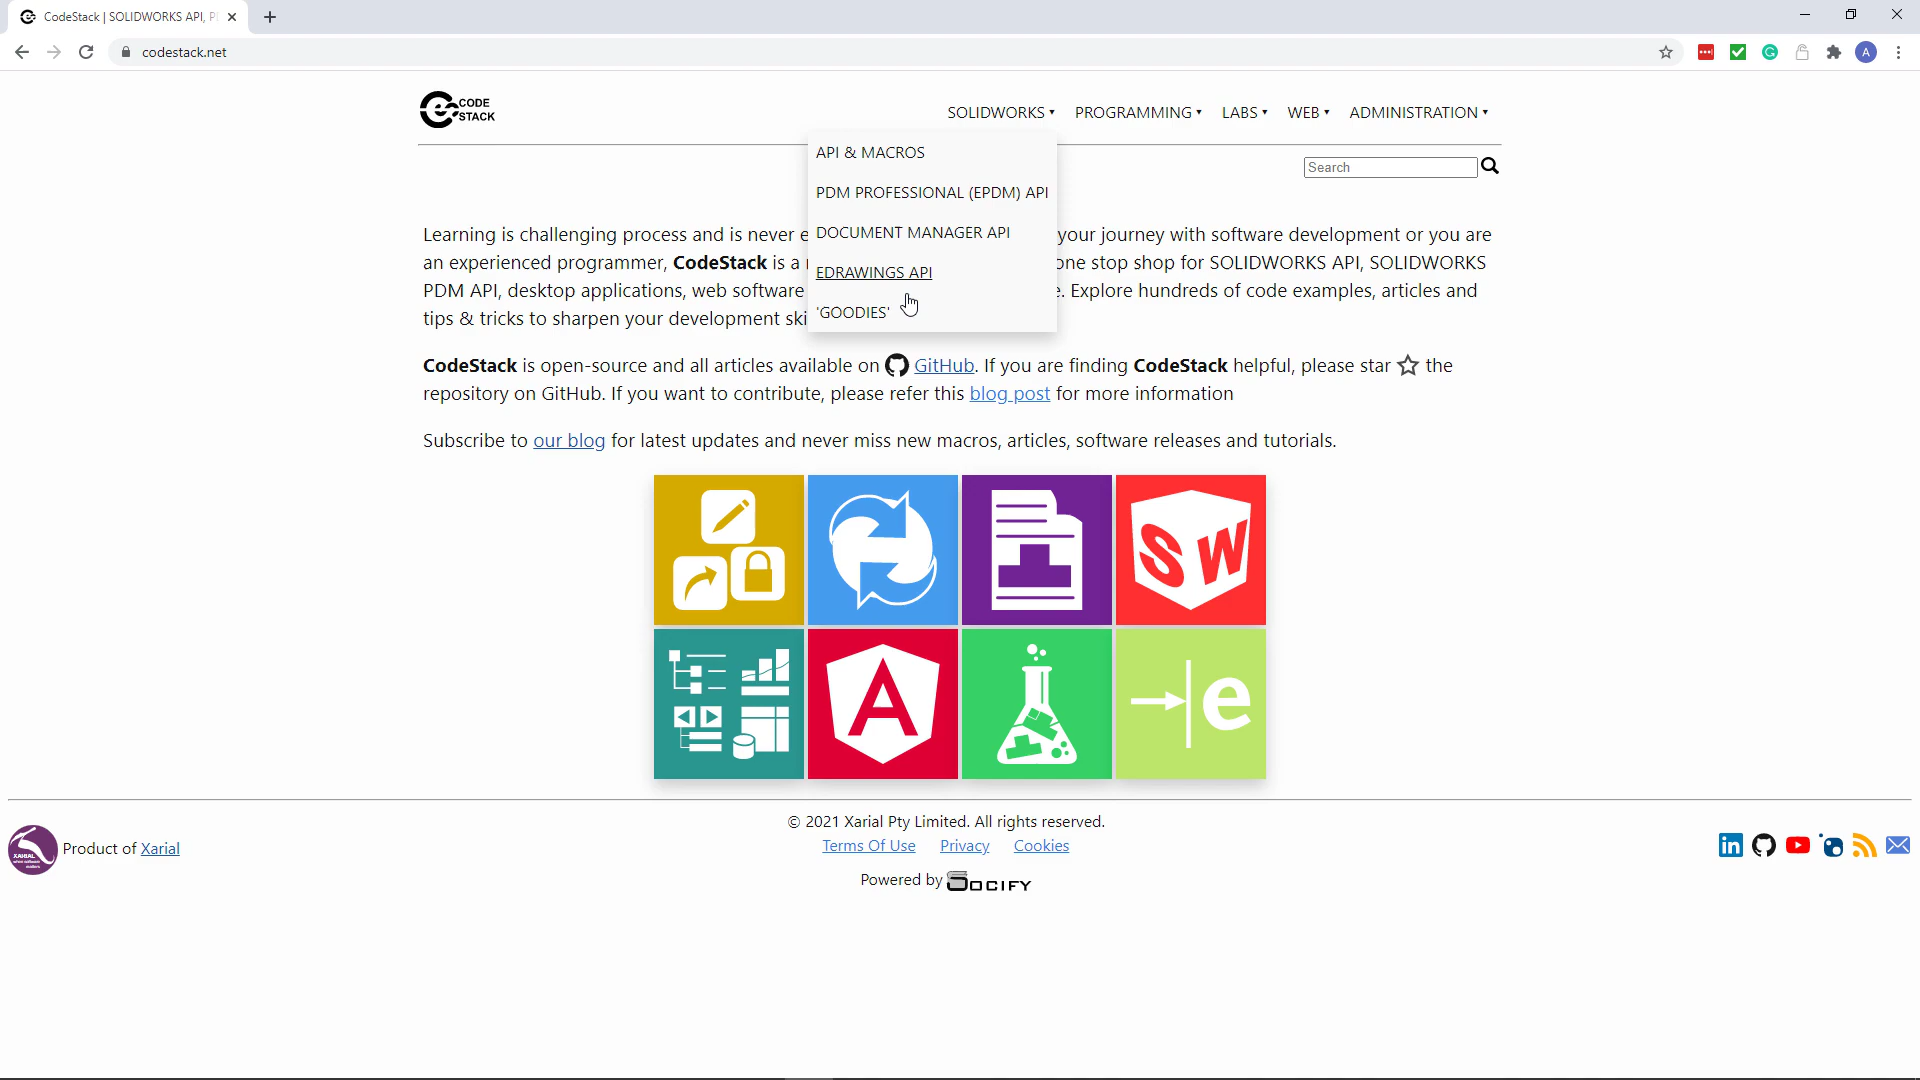 CodeStack | SOLIDWORKS API, P
codestack.net
A
CODE
STACK
SOLIDWORKS PROGRAMMING LABS WEB ADMINISTRATION
API & MACROS
PDM PROFESSIONAL (EPDM) API
DOCUMENT MANAGER API
EDRAWINGS API
'GOODIES'
Search
Learning is challenging process and is never your journey with software development or you are
an experienced programmer, CodeStack is a one stop shop for SOLIDWORKS API, SOLIDWORKS
PDM API, desktop applications, web software . Explore hundreds of code examples, articles and
tips & tricks to sharpen your development
CodeStack is open-source and all articles available on GitHub. If you are finding CodeStack helpful, please star the
repository on GitHub. If you want to contribute, please refer this blog post for more information
Subscribe to our blog for latest updates and never miss new macros, articles, software releases and tutorials.
SW
A
e
© 2021 Xarial Pty Limited. All rights reserved.
Terms Of Use Privacy Cookies
Powered by SOCIFY
XARIAL
Product of Xarial
in